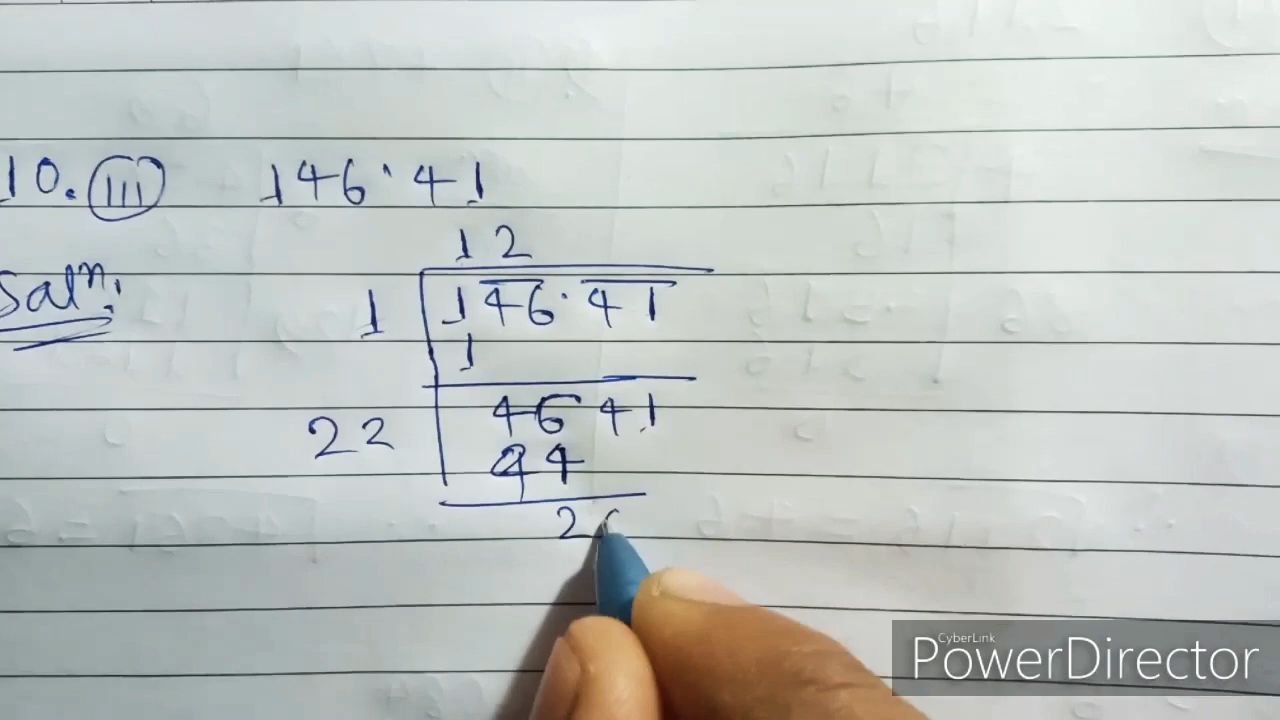 10. (III) 146.41
12
Soln:
1 146.41
1
22 4641
44
2
CyberLink
PowerDirector